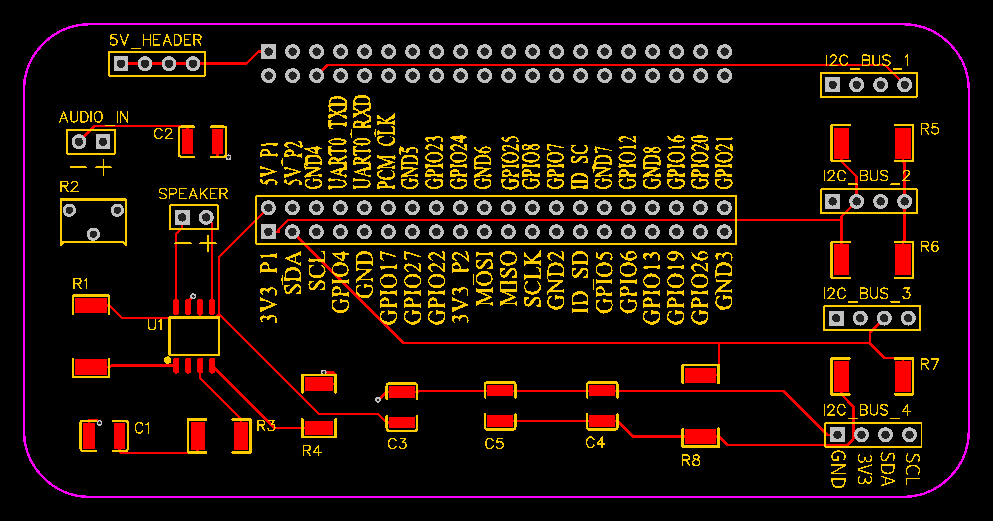 5V_HEADER
I2C_BUS_1
AUDIO_IN
C2
R5
- +
5V_P1
5V_P2
GND4
UART0_TXD
UART0_RXD
PCM_CLK
GND5
GPIO23
GPIO24
GND6
GPIO25
GPIO8
GPIO7
ID_SC
GND7
GPIO12
GND8
GPIO16
GPIO20
GPIO21
I2C_BUS_2
R2
SPEAKER
- +
R6
3V3_P1
SDA
SCL
GPIO4
GND
GPIO17
GPIO27
GPIO22
3V3_P2
MOSI
MISO
SCLK
GND2
ID_SD
GPIO5
GPIO6
GPIO13
GPIO19
GPIO26
GND3
R1
I2C_BUS_3
U1
R7
I2C_BUS_4
C1
R3
R4
C3
C5
C4
R8
GND
3V3
SDA
SCL